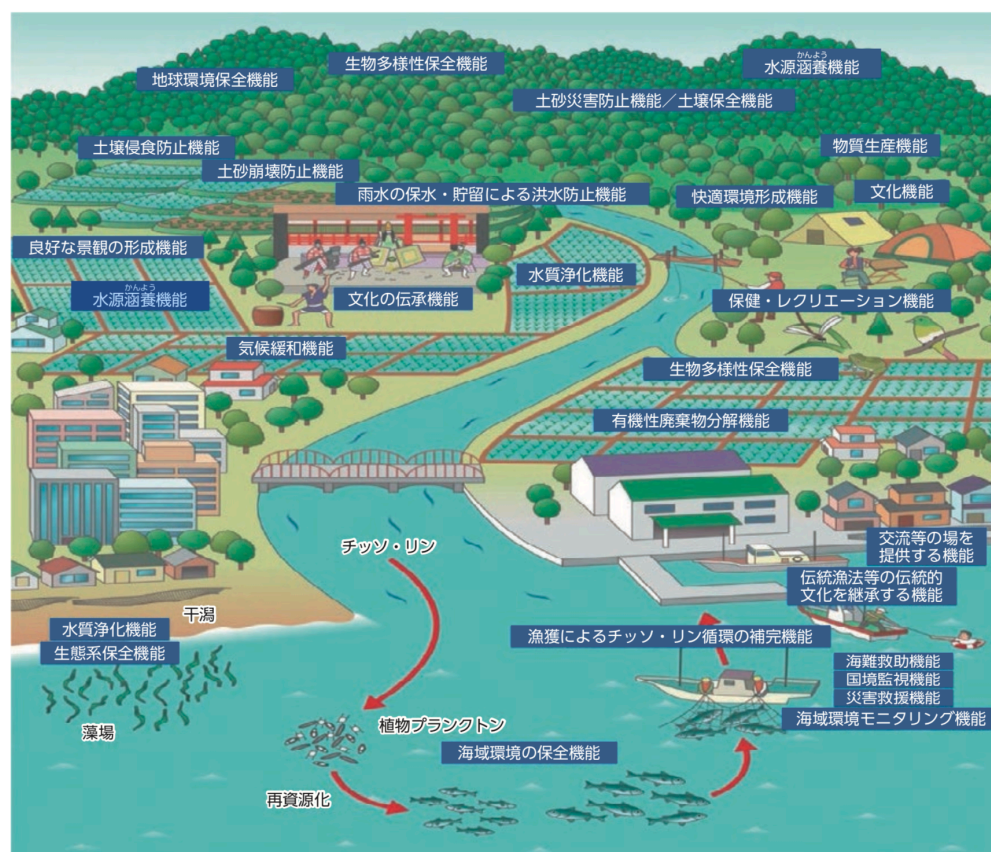 生物多様性保全機能
かんよう
水源涵養機能
地球環境保全機能
土砂災害防止機能／土壌保全機能
土壌侵食防止機能
物質生産機能
土砂崩壊防止機能
雨水の保水・貯留による洪水防止機能
快適環境形成機能
文化機能
良好な景観の形成機能
水質浄化機能
かんよう
水源涵養機能
文化の伝承機能
保健・レクリエーション機能
気候緩和機能
生物多様性保全機能
有機性廃棄物分解機能
チッソ・リン
交流等の場を
提供する機能
伝統漁法等の伝統的
文化を継承する機能
干潟
水質浄化機能
生態系保全機能
漁獲によるチッソ・リン循環の補完機能
海難救助機能
国境監視機能
災害救援機能
海域環境モニタリング機能
藻場
植物プランクトン
海域環境の保全機能
再資源化